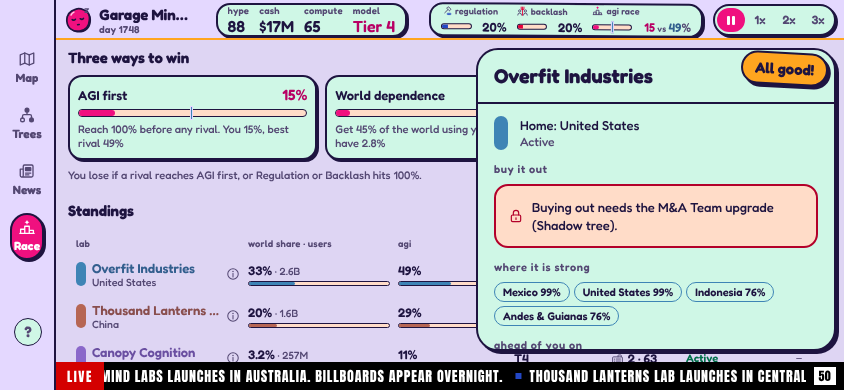 Garage Min...
day 1748
hype
88
cash
$17M
compute
65
model
Tier 4
regulation
20%
backlash
20%
agi race
15 vs 49%
1x
2x
3x
Map
Trees
News
Race
?
Three ways to win
AGI first
15%
Reach 100% before any rival. You 15%, best
rival 49%
World dependence
Get 45% of the world using y
have 2.8%
You lose if a rival reaches AGI first, or Regulation or Backlash hits 100%.
Standings
lab
world share · users
agi
Overfit Industries
United States
33% · 2.6B
49%
Thousand Lanterns ...
China
20% · 1.6B
29%
Canopy Cognition
3.2% · 257M
11%
T4
2 · 63
Active
–
Overfit Industries
All good!
Home: United States
Active
buy it out
Buying out needs the M&A Team upgrade
(Shadow tree).
where it is strong
Mexico 99%
United States 99%
Indonesia 76%
Andes & Guianas 76%
ahead of you on
LIVE
MIND LABS LAUNCHES IN AUSTRALIA. BILLBOARDS APPEAR OVERNIGHT.
THOUSAND LANTERNS LAB LAUNCHES IN CENTRAL
50